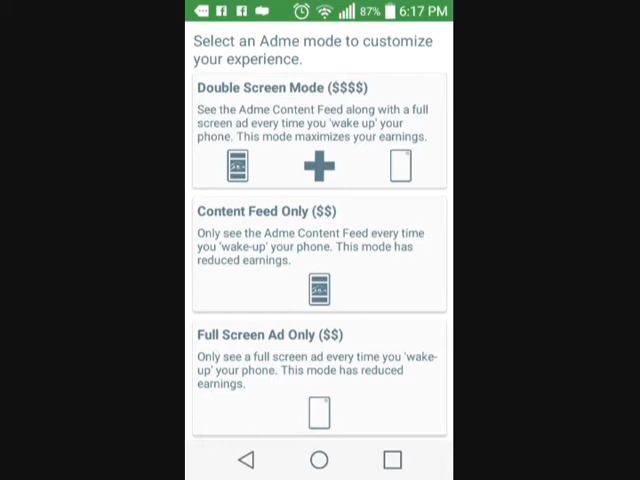 87% 6:17 PM
Select an Adme mode to customize
your experience.
Double Screen Mode ($$$$)
See the Adme Content Feed along with a full
screen ad every time you 'wake up' your
phone. This mode maximizes your earnings.
Content Feed Only ($$)
Only see the Adme Content Feed every time
you 'wake-up' your phone. This mode has
reduced earnings.
Full Screen Ad Only ($$)
Only see a full screen ad every time you 'wake-
up' your phone. This mode has reduced
earnings.